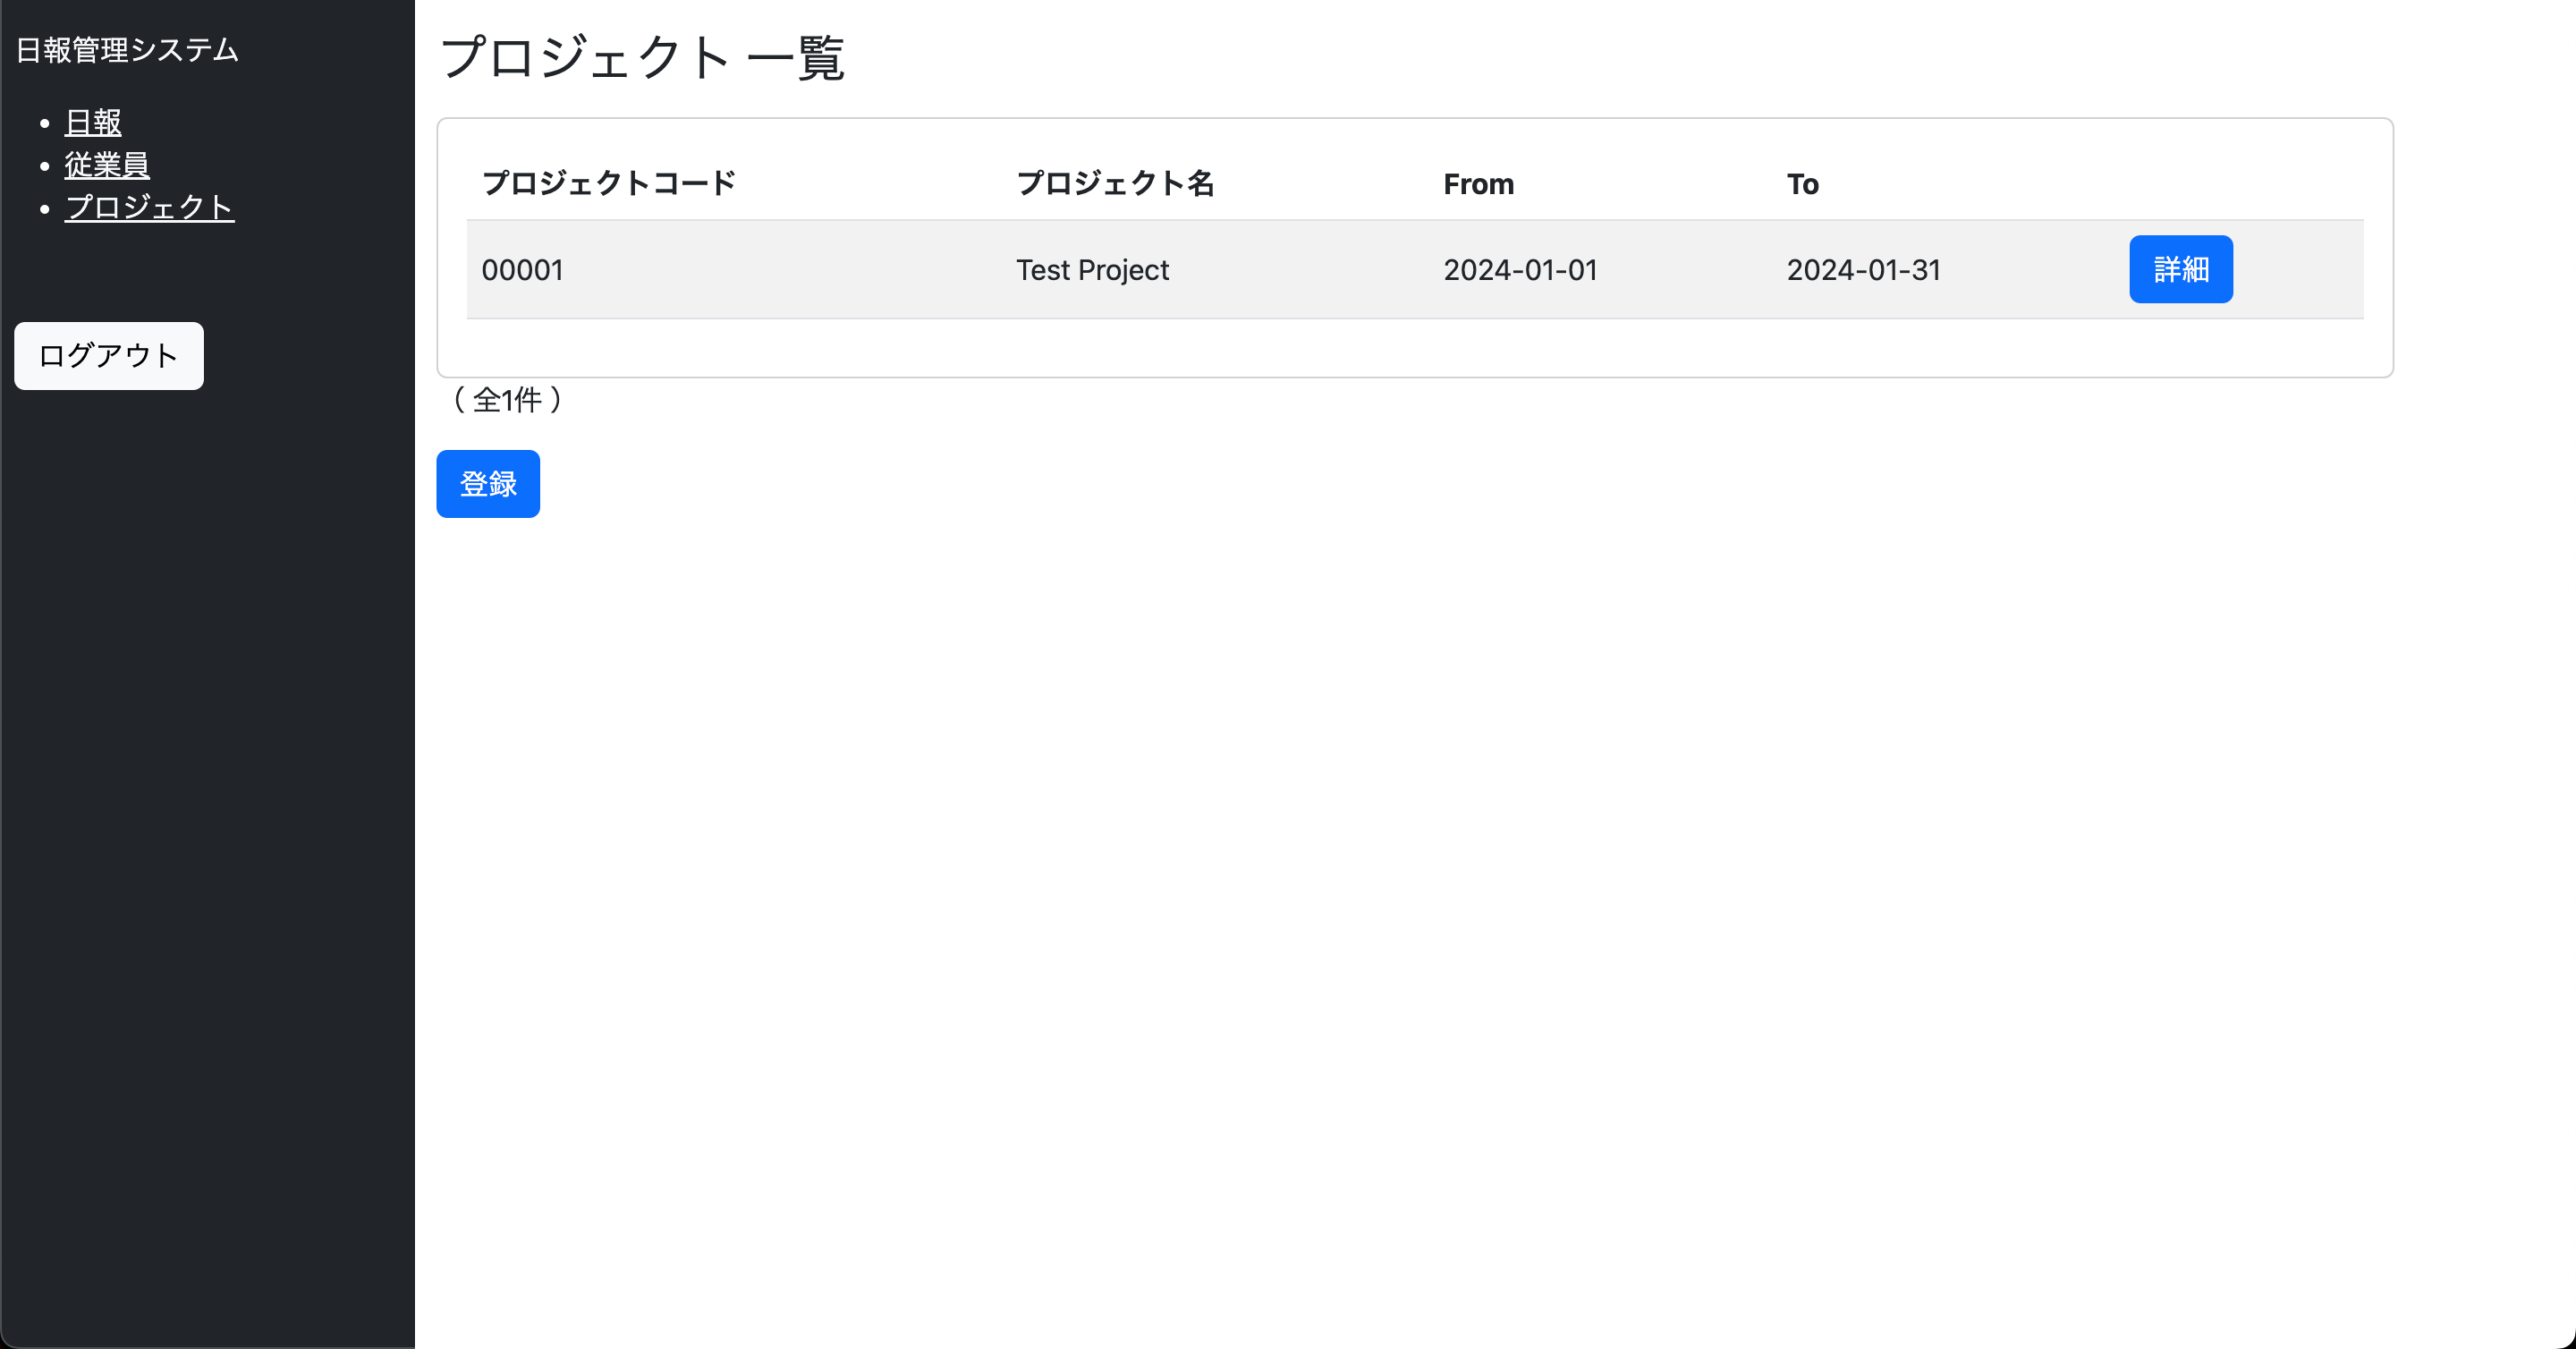 日報管理システム
日報
従業員
プロジェクト
ログアウト
プロジェクト 一覧
プロジェクトコード プロジェクト名 From To
00001 Test Project 2024-01-01 2024-01-31 詳細
( 全1件 )
登録